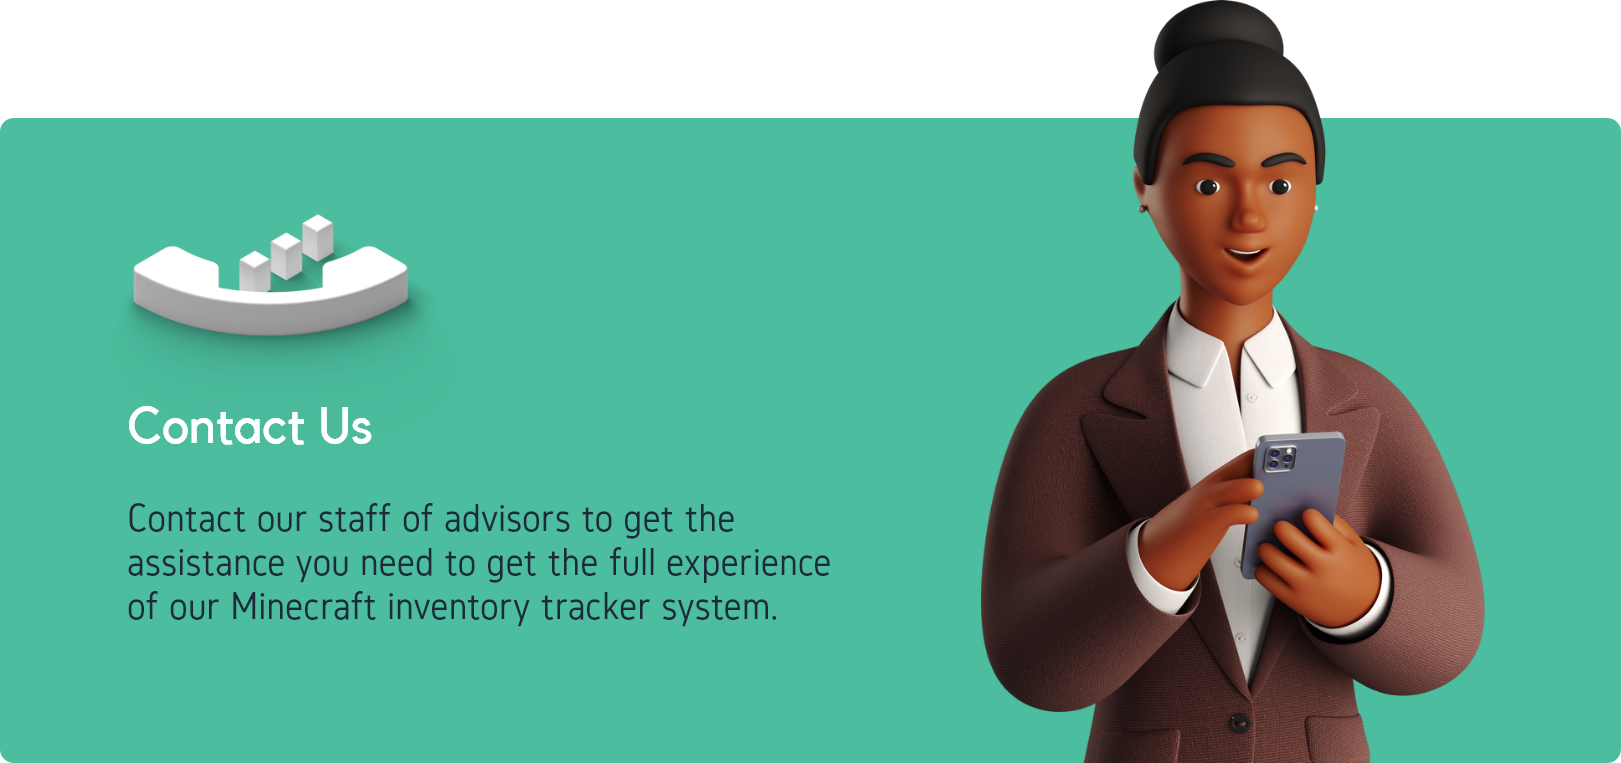 Contact Us
Contact our staff of advisors to get the
assistance you need to get the full experience
of our Minecraft inventory tracker system.